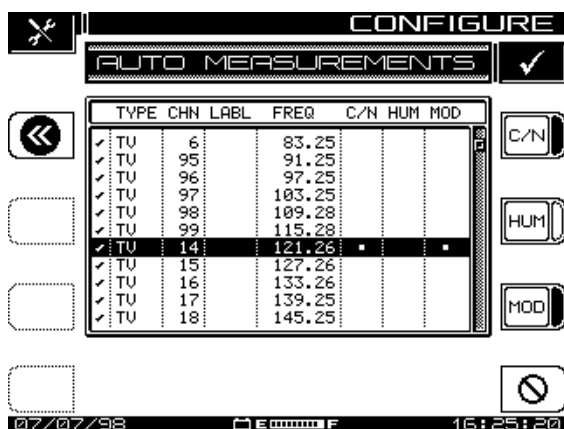 CONFIGURE
AUTO MEASUREMENTS
TYPE CHN LABL FREQ C/N HUM MOD
TV 6 83.25
TV 95 91.25
TV 96 97.25
TV 97 103.25
TV 98 109.28
TV 99 115.28
TV 14 121.26
TV 15 127.26
TV 16 133.26
TV 17 139.25
TV 18 145.25
C/N
HUM
MOD
07/07/98 E F 16:25:20